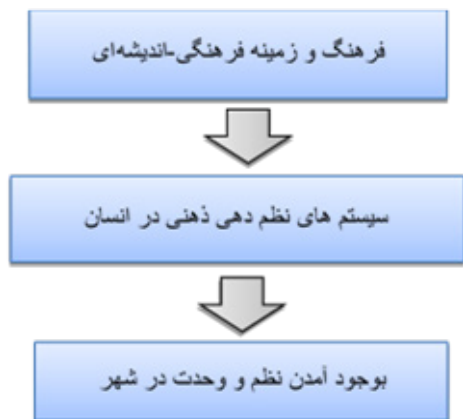 فرهنگ و زمینه فرهنگی-اندیشه‌ای
سیستم های نظم دهی ذهنی در انسان
بوجود آمدن نظم و وحدت در شهر